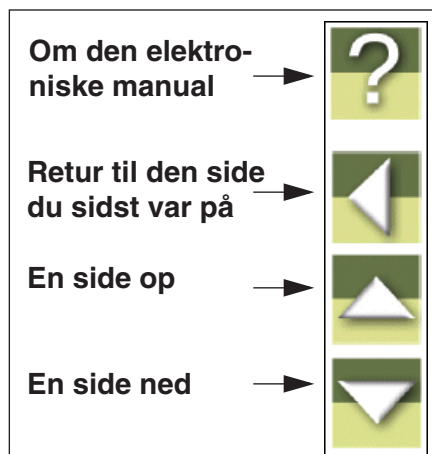 Om den elektro-
niske manual
?
Retur til den side
du sidst var på
En side op
En side ned